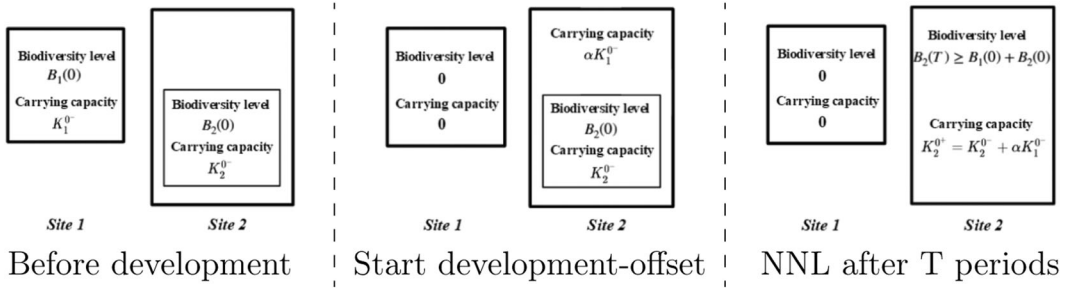 Biodiversity level
B₁(0)
Carrying capacity
K₁^{0⁻}
Biodiversity level
B₂(0)
Carrying capacity
K₂^{0⁻}
Site 1
Site 2
Before development
Biodiversity level
0
Carrying capacity
0
Carrying capacity
αK₁^{0⁻}
Biodiversity level
B₂(0)
Carrying capacity
K₂^{0⁻}
Site 1
Site 2
Start development-offset
Biodiversity level
0
Carrying capacity
0
Biodiversity level
B₂(T) ≥ B₁(0) + B₂(0)
Carrying capacity
K₂^{0⁺} = K₂^{0⁻} + αK₁^{0⁻}
Site 1
Site 2
NNL after T periods